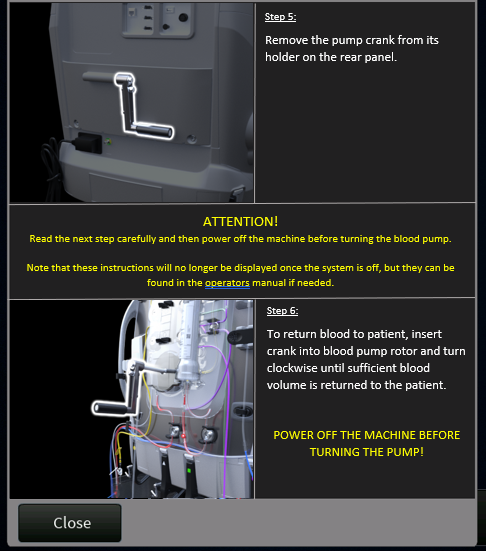 Step 5:
Remove the pump crank from its
holder on the rear panel.
ATTENTION!
Read the next step carefully and then power off the machine before turning the blood pump.
Note that these instructions will no longer be displayed once the system is off, but they can be
found in the operators manual if needed.
Step 6:
To return blood to patient, insert
crank into blood pump rotor and turn
clockwise until sufficient blood
volume is returned to the patient.
POWER OFF THE MACHINE BEFORE
TURNING THE PUMP!
Close